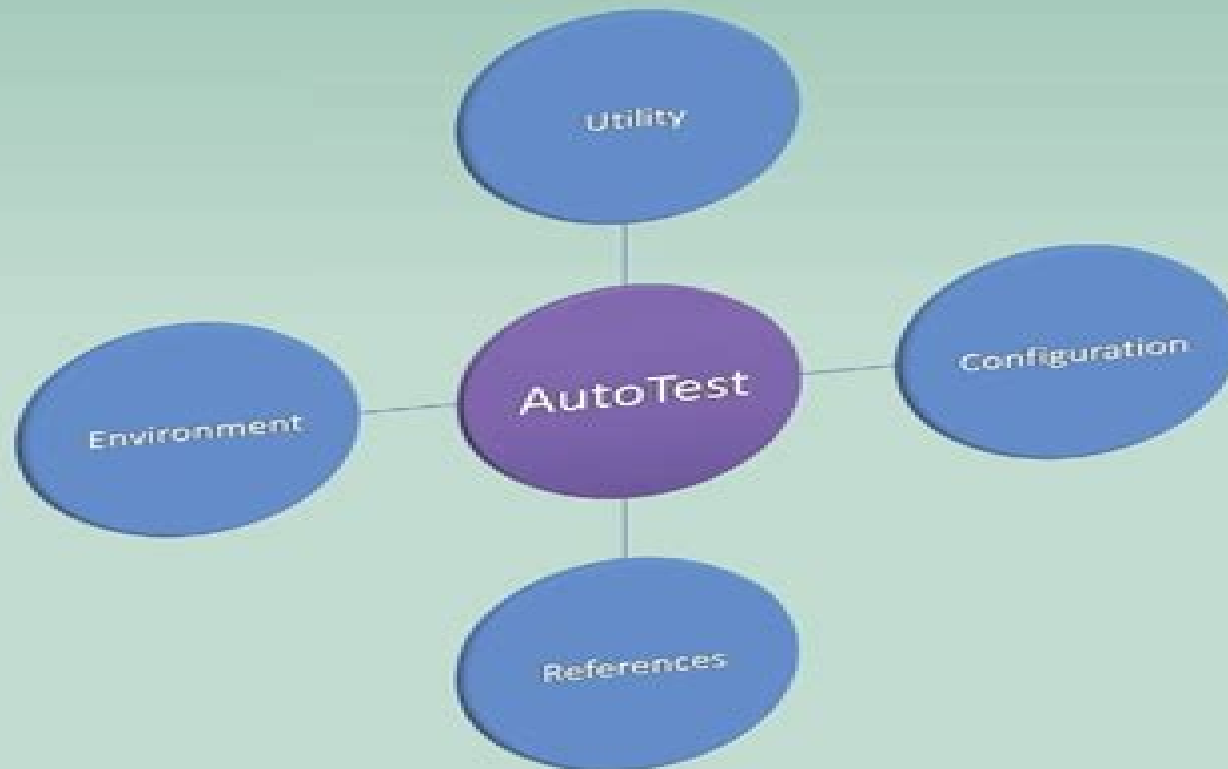 Utility
Configuration
AutoTest
Environment
References